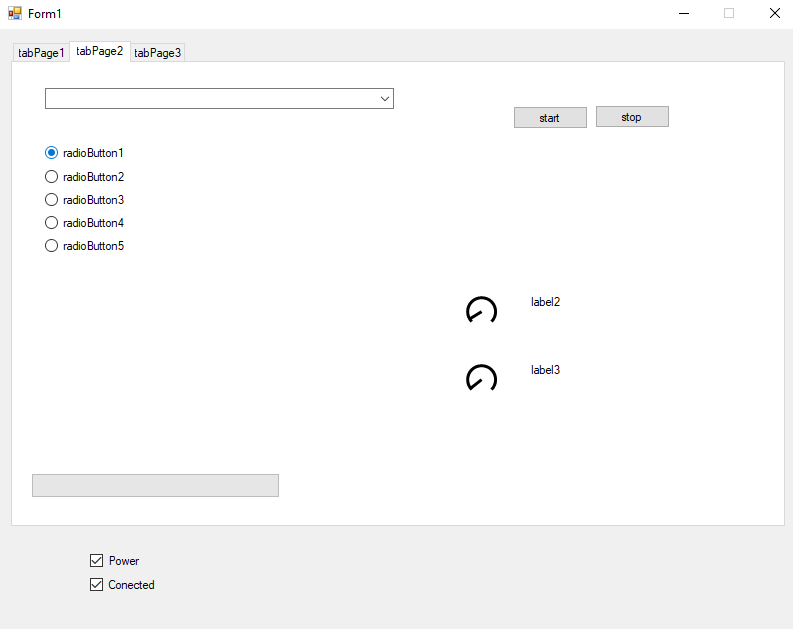 Form1
tabPage1 tabPage2 tabPage3
start stop
radioButton1
radioButton2
radioButton3
radioButton4
radioButton5
label2
label3
Power
Conected